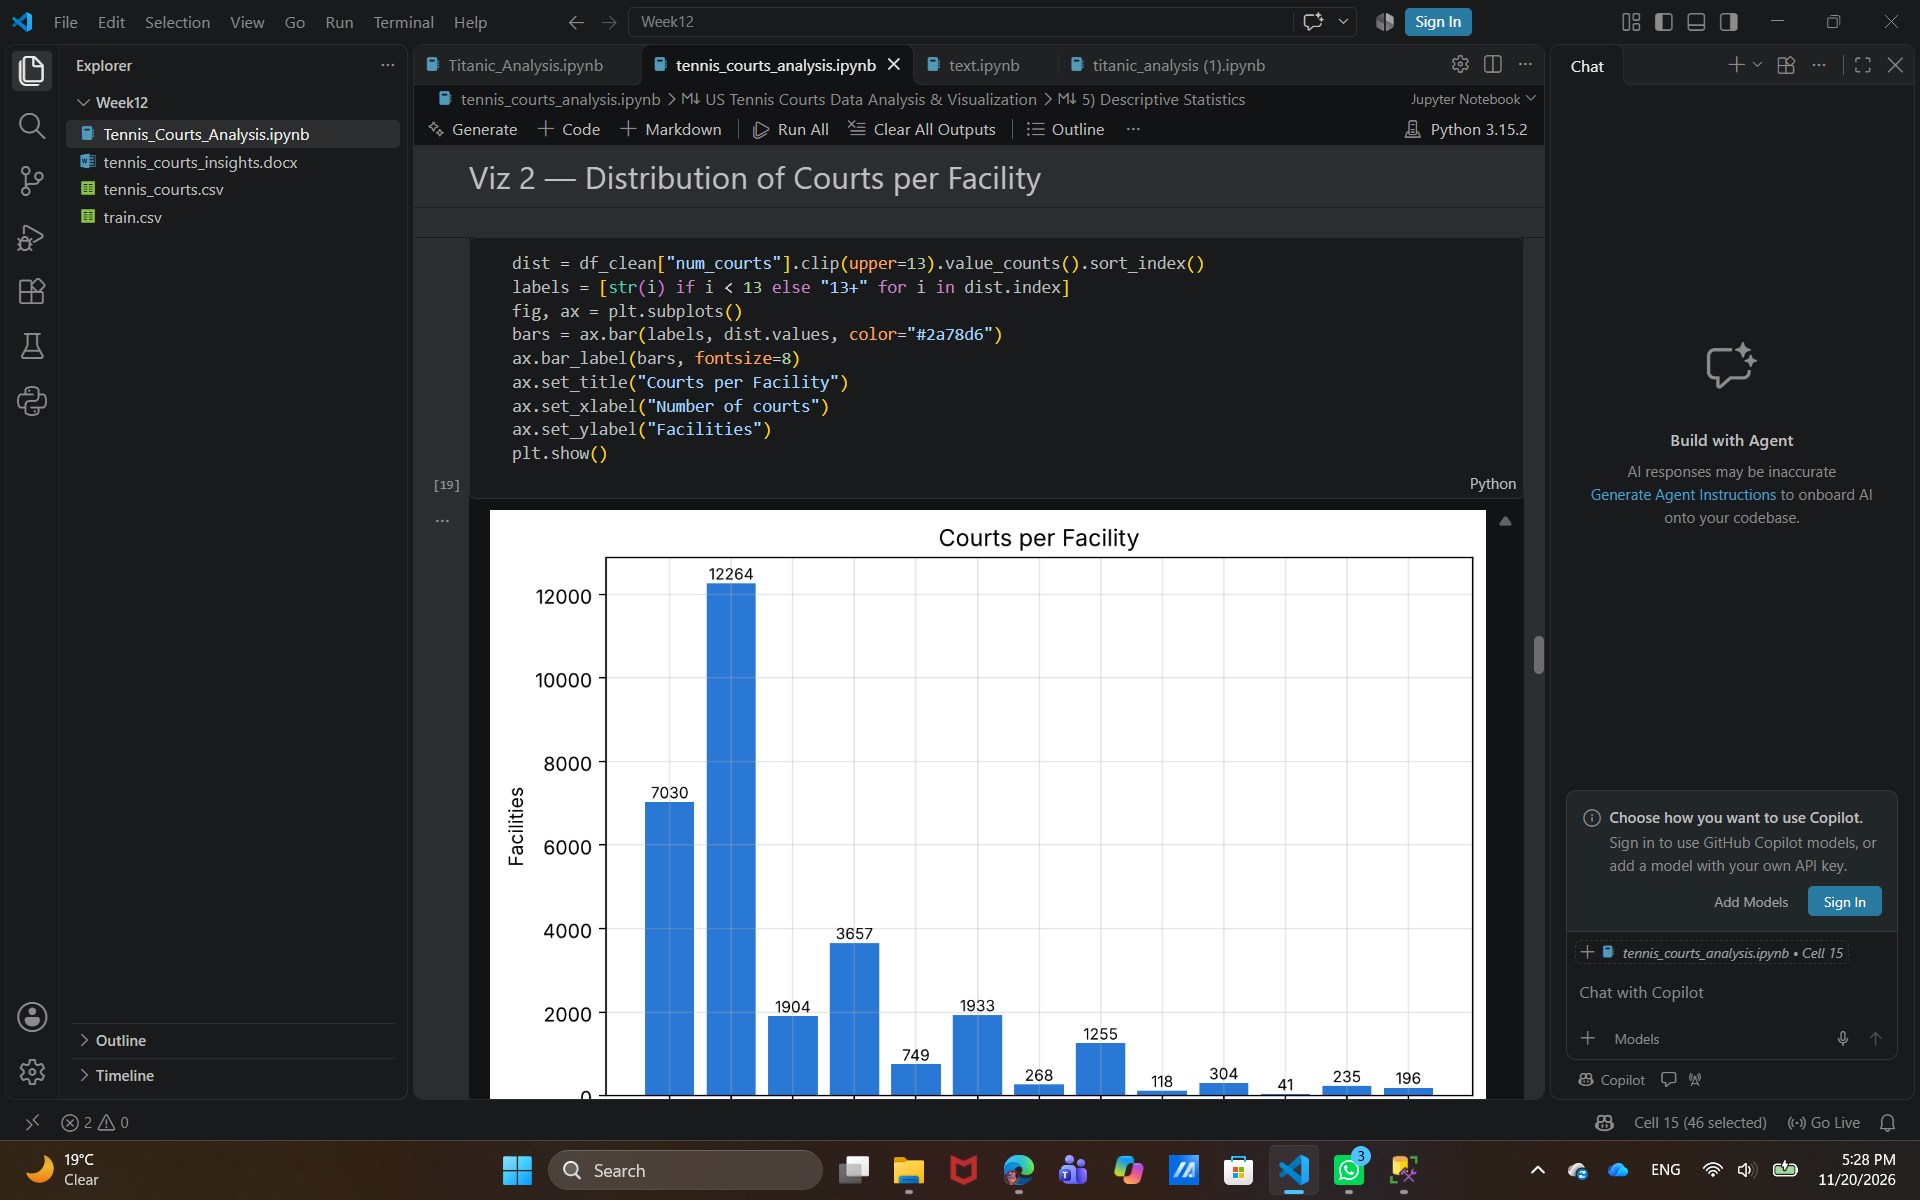 File Edit Selection View Go Run Terminal Help
Week12
Sign In
Explorer
Week12
Tennis_Courts_Analysis.ipynb
tennis_courts_insights.docx
tennis_courts.csv
train.csv
Outline
Timeline
Titanic_Analysis.ipynb
tennis_courts_analysis.ipynb
text.ipynb
titanic_analysis (1).ipynb
tennis_courts_analysis.ipynb > M↓ US Tennis Courts Data Analysis & Visualization > M↓ 5) Descriptive Statistics
Jupyter Notebook
Generate + Code + Markdown Run All Clear All Outputs Outline ...
Python 3.15.2
Viz 2 — Distribution of Courts per Facility
dist = df_clean["num_courts"].clip(upper=13).value_counts().sort_index()
labels = [str(i) if i < 13 else "13+" for i in dist.index]
fig, ax = plt.subplots()
bars = ax.bar(labels, dist.values, color="#2a78d6")
ax.bar_label(bars, fontsize=8)
ax.set_title("Courts per Facility")
ax.set_xlabel("Number of courts")
ax.set_ylabel("Facilities")
plt.show()
[19]
Python
Courts per Facility
12000
10000
8000
6000
4000
2000
0
Facilities
7030
12264
1904
3657
749
1933
268
1255
118
304
41
235
196
Chat
Build with Agent
AI responses may be inaccurate
Generate Agent Instructions to onboard AI
onto your codebase.
Choose how you want to use Copilot.
Sign in to use GitHub Copilot models, or
add a model with your own API key.
Add Models
Sign In
tennis_courts_analysis.ipynb • Cell 15
Chat with Copilot
Models
Copilot
2 0
Cell 15 (46 selected)
Go Live
19°C
Clear
Search
3
ENG
5:28 PM
11/20/2026